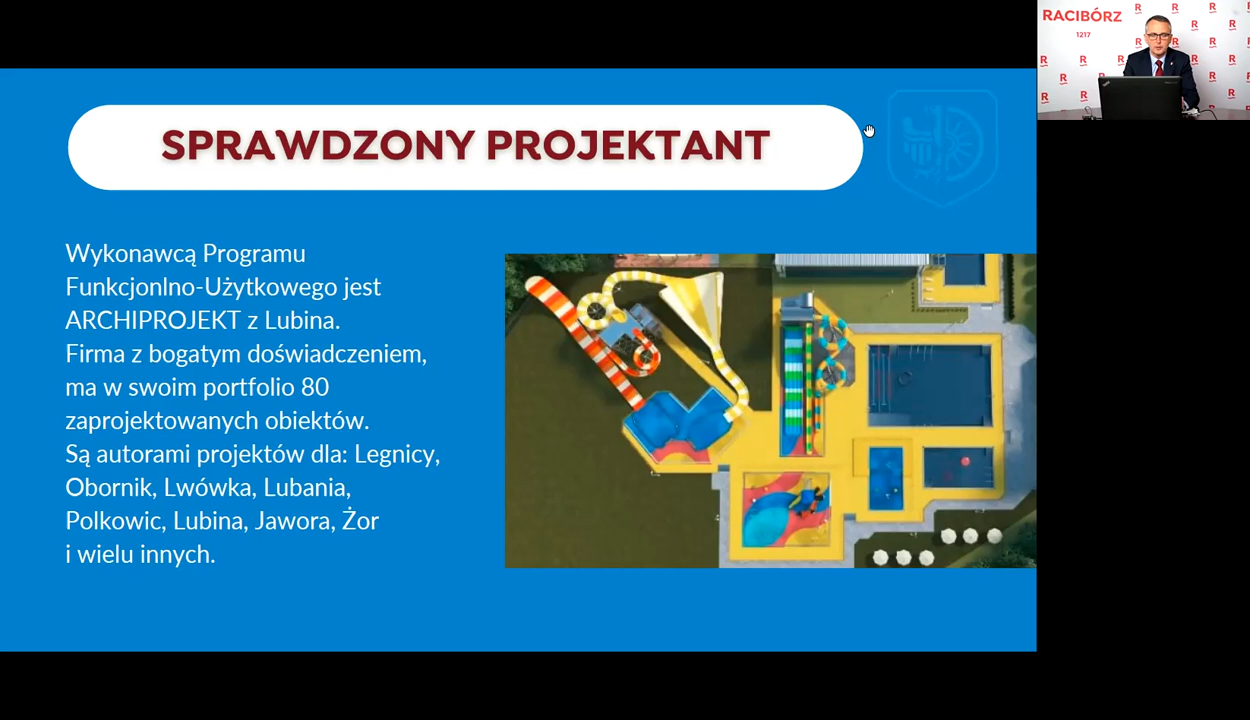 SPRAWDZONY PROJEKTANT
Wykonawcą Programu
Funkcjonlno-Użytkowego jest
ARCHIPROJEKT z Lubina.
Firma z bogatym doświadczeniem,
ma w swoim portfolio 80
zaprojektowanych obiektów.
Są autorami projektów dla: Legnicy,
Obornik, Lwówka, Lubania,
Polkowic, Lubina, Jawora, Żor
i wielu innych.
RACIBÓRZ
1217